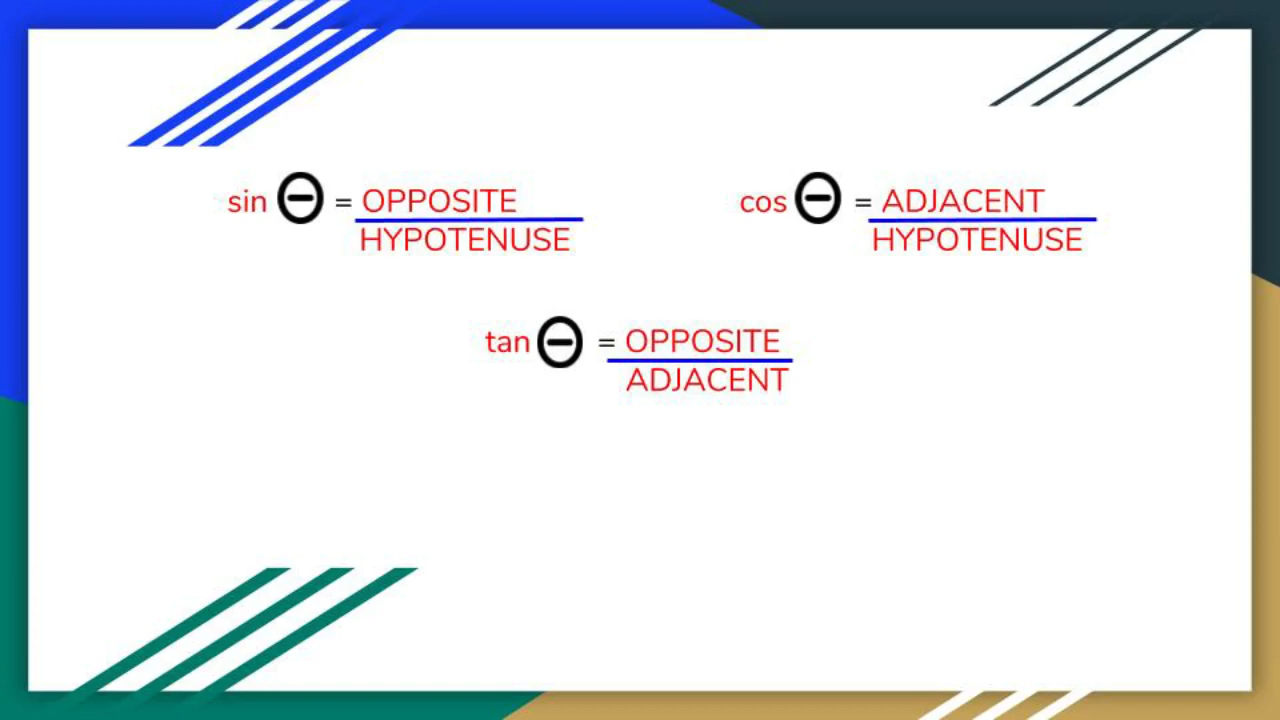 sin Θ = OPPOSITE
HYPOTENUSE
cos Θ = ADJACENT
HYPOTENUSE
tan Θ = OPPOSITE
ADJACENT